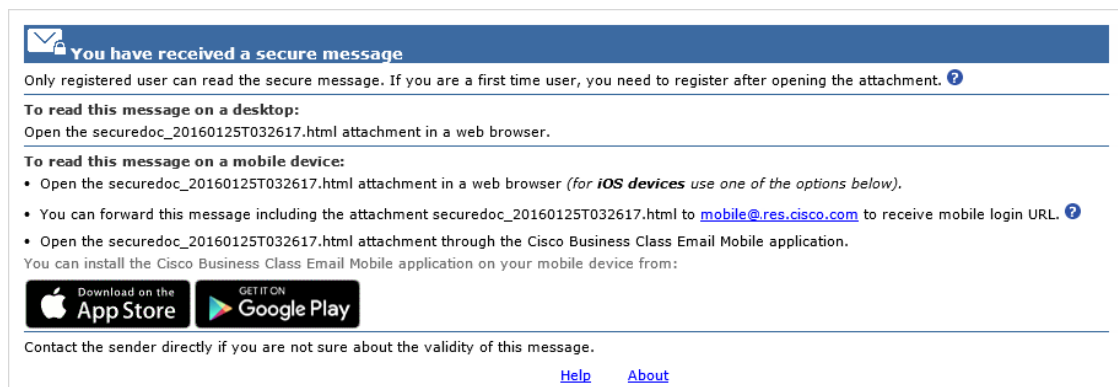 You have received a secure message
Only registered user can read the secure message. If you are a first time user, you need to register after opening the attachment. ?
To read this message on a desktop:
Open the securedoc_20160125T032617.html attachment in a web browser.
To read this message on a mobile device:
• Open the securedoc_20160125T032617.html attachment in a web browser (for iOS devices use one of the options below).
• You can forward this message including the attachment securedoc_20160125T032617.html to mobile@res.cisco.com to receive mobile login URL. ?
• Open the securedoc_20160125T032617.html attachment through the Cisco Business Class Email Mobile application.
You can install the Cisco Business Class Email Mobile application on your mobile device from:
Download on the
App Store
GET IT ON
Google Play
Contact the sender directly if you are not sure about the validity of this message.
Help About